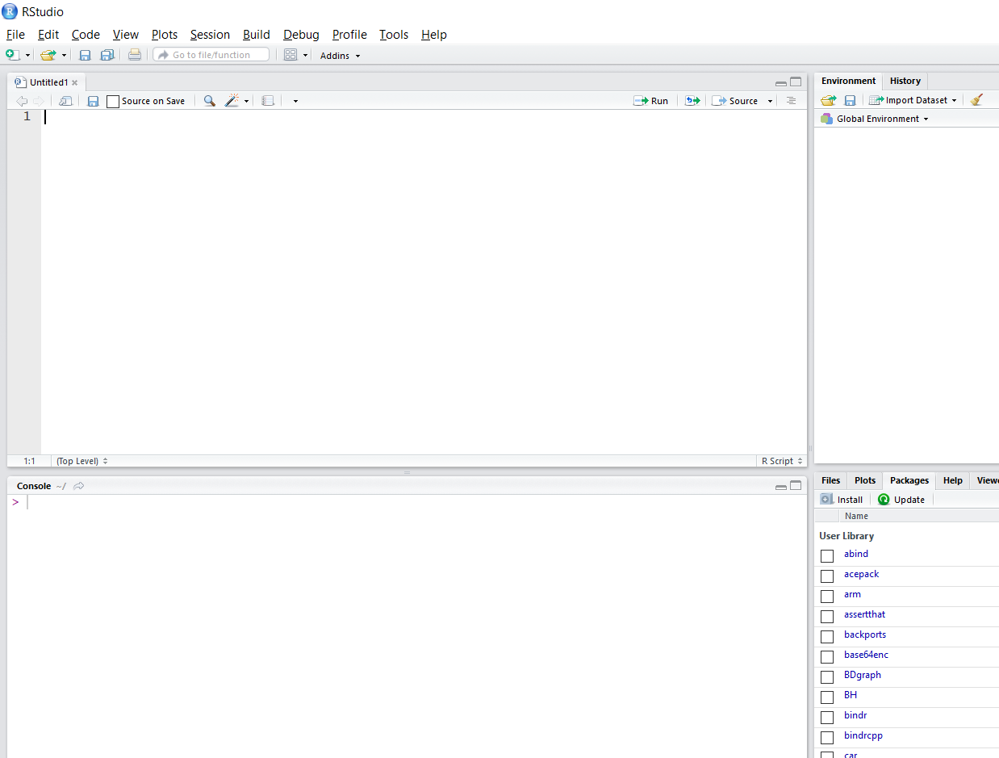 RStudio
File Edit Code View Plots Session Build Debug Profile Tools Help
Go to file/function Addins
Untitled1
Source on Save Run Source
1
1:1 (Top Level) R Script
Console ~/
>
Environment History
Import Dataset
Global Environment
Files Plots Packages Help
Install Update
Name
User Library
abind
acepack
arm
assertthat
backports
base64enc
BDgraph
BH
bindr
bindrcpp
car